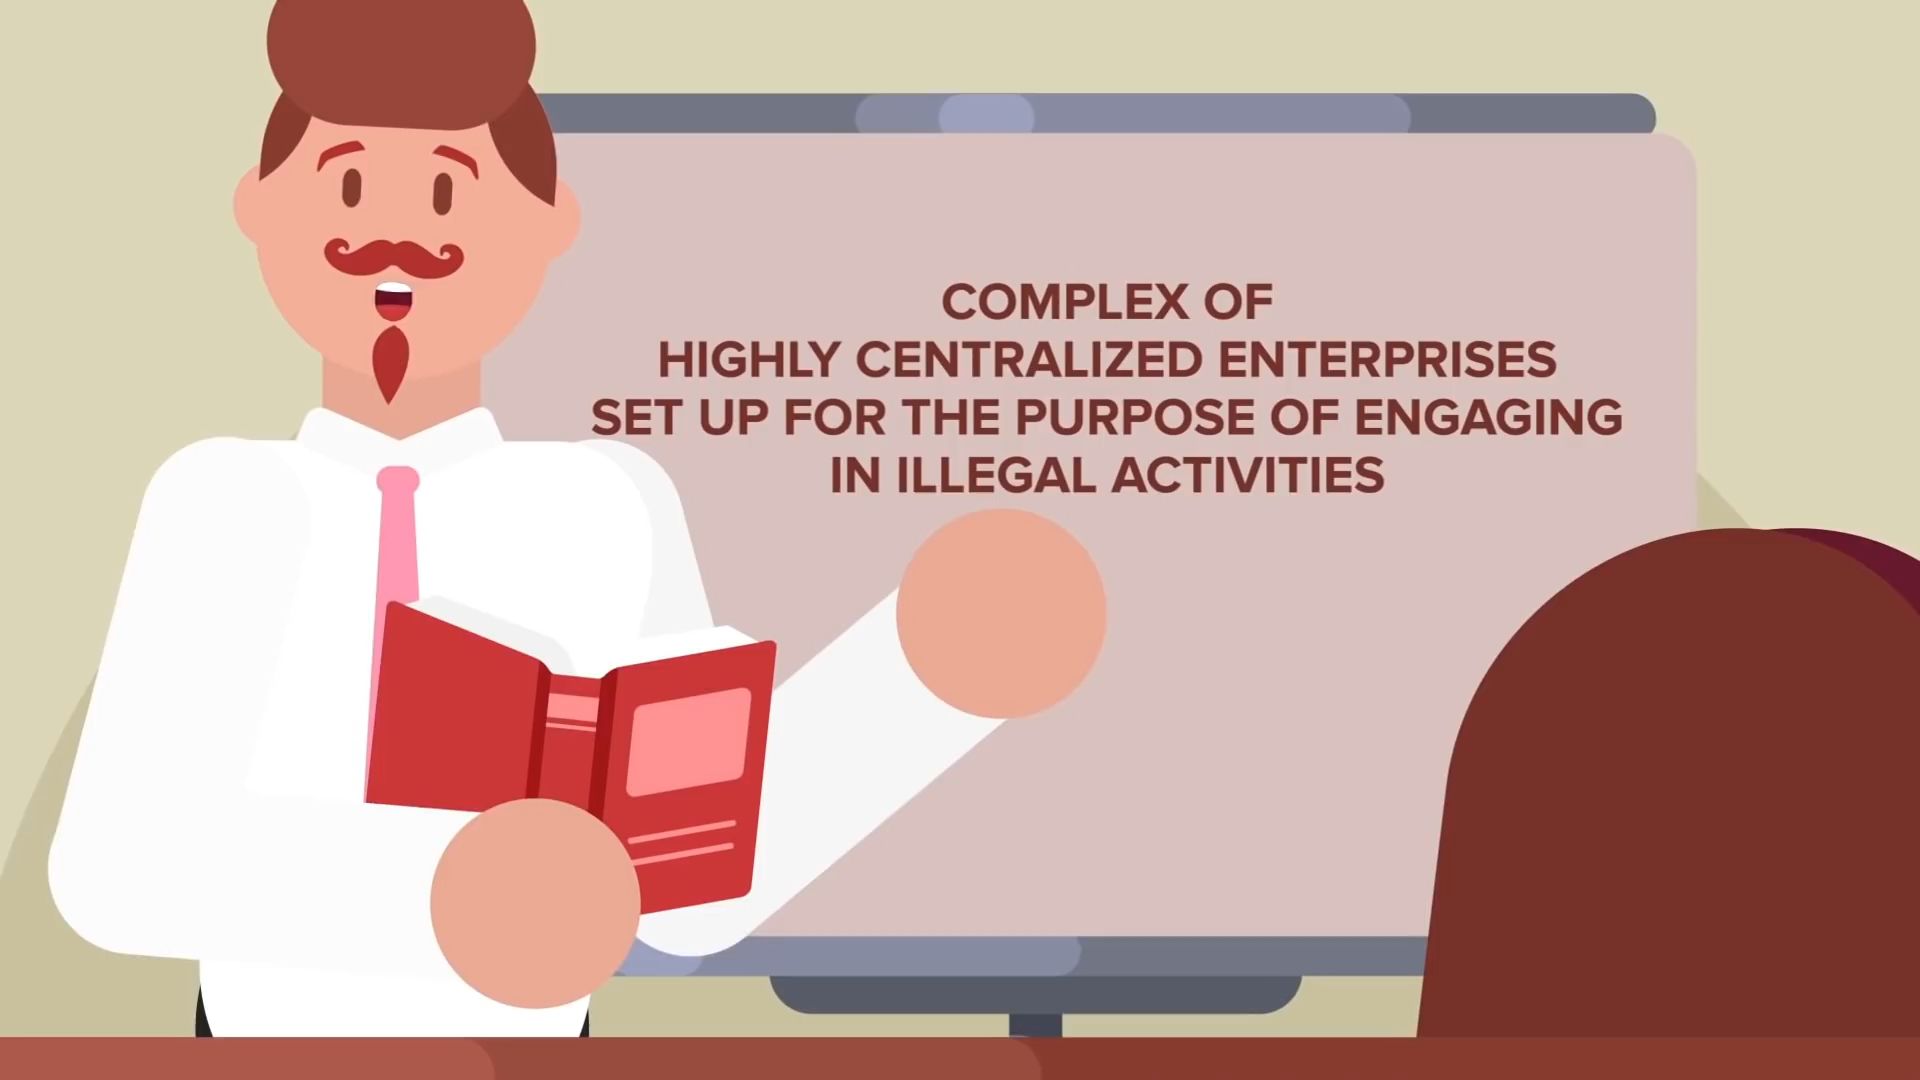 COMPLEX OF
HIGHLY CENTRALIZED ENTERPRISES
SET UP FOR THE PURPOSE OF ENGAGING
IN ILLEGAL ACTIVITIES